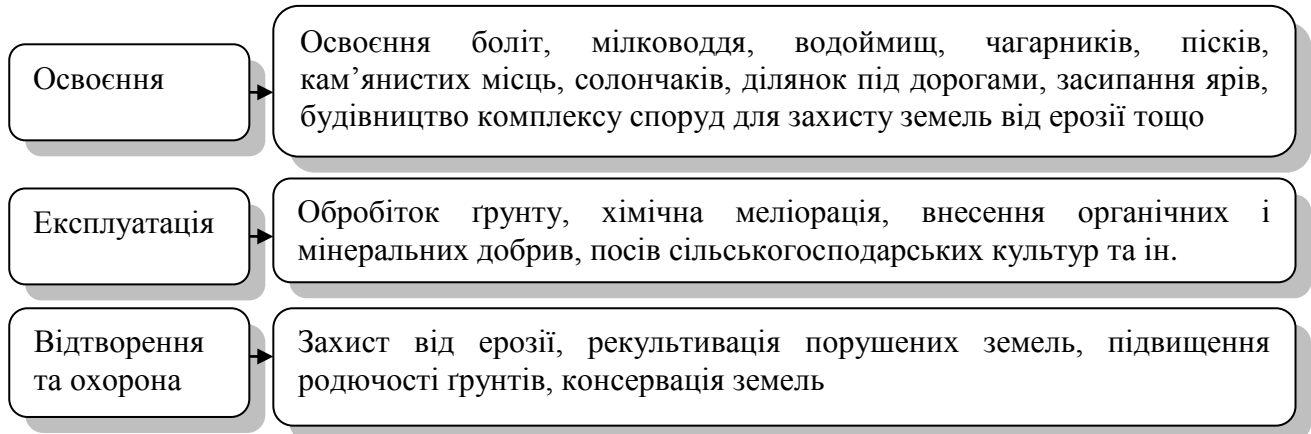 Освоєння
Освоєння боліт, мілководдя, водоймищ, чагарників, пісків,
кам’янистих місць, солончаків, ділянок під дорогами, засипання ярів,
будівництво комплексу споруд для захисту земель від ерозії тощо
Експлуатація
Обробіток ґрунту, хімічна меліорація, внесення органічних і
мінеральних добрив, посів сільськогосподарських культур та ін.
Відтворення
та охорона
Захист від ерозії, рекультивація порушених земель, підвищення
родючості ґрунтів, консервація земель